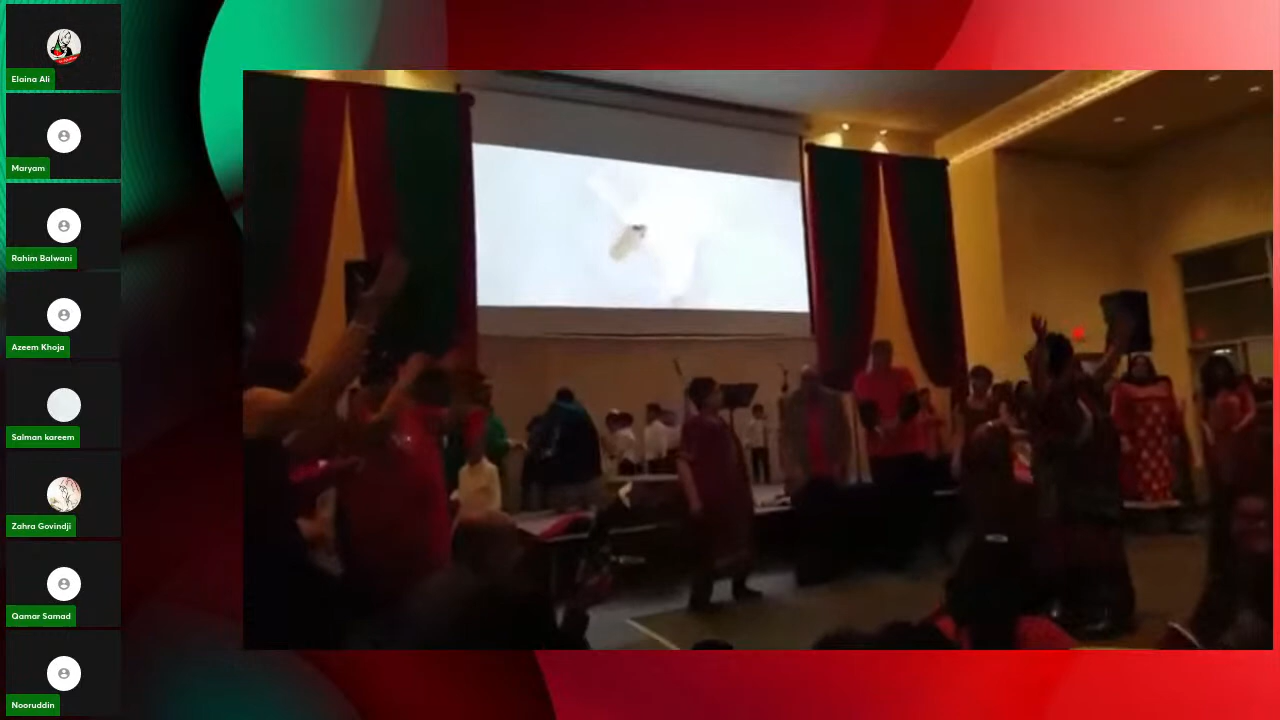 Elaina Ali
Maryam
Rahim Balwani
Azeem Khoja
Salman kareem
Zahra Govindji
Qamar Samad
Nooruddin